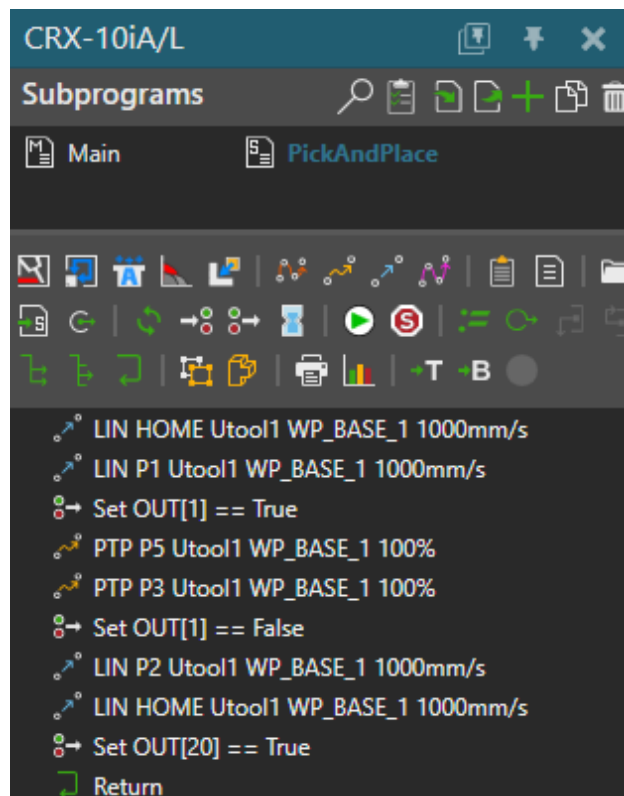 CRX-10iA/L
Subprograms
Main
PickAndPlace
T
B
LIN HOME Utool1 WP_BASE_1 1000mm/s
LIN P1 Utool1 WP_BASE_1 1000mm/s
Set OUT[1] == True
PTP P5 Utool1 WP_BASE_1 100%
PTP P3 Utool1 WP_BASE_1 100%
Set OUT[1] == False
LIN P2 Utool1 WP_BASE_1 1000mm/s
LIN HOME Utool1 WP_BASE_1 1000mm/s
Set OUT[20] == True
Return